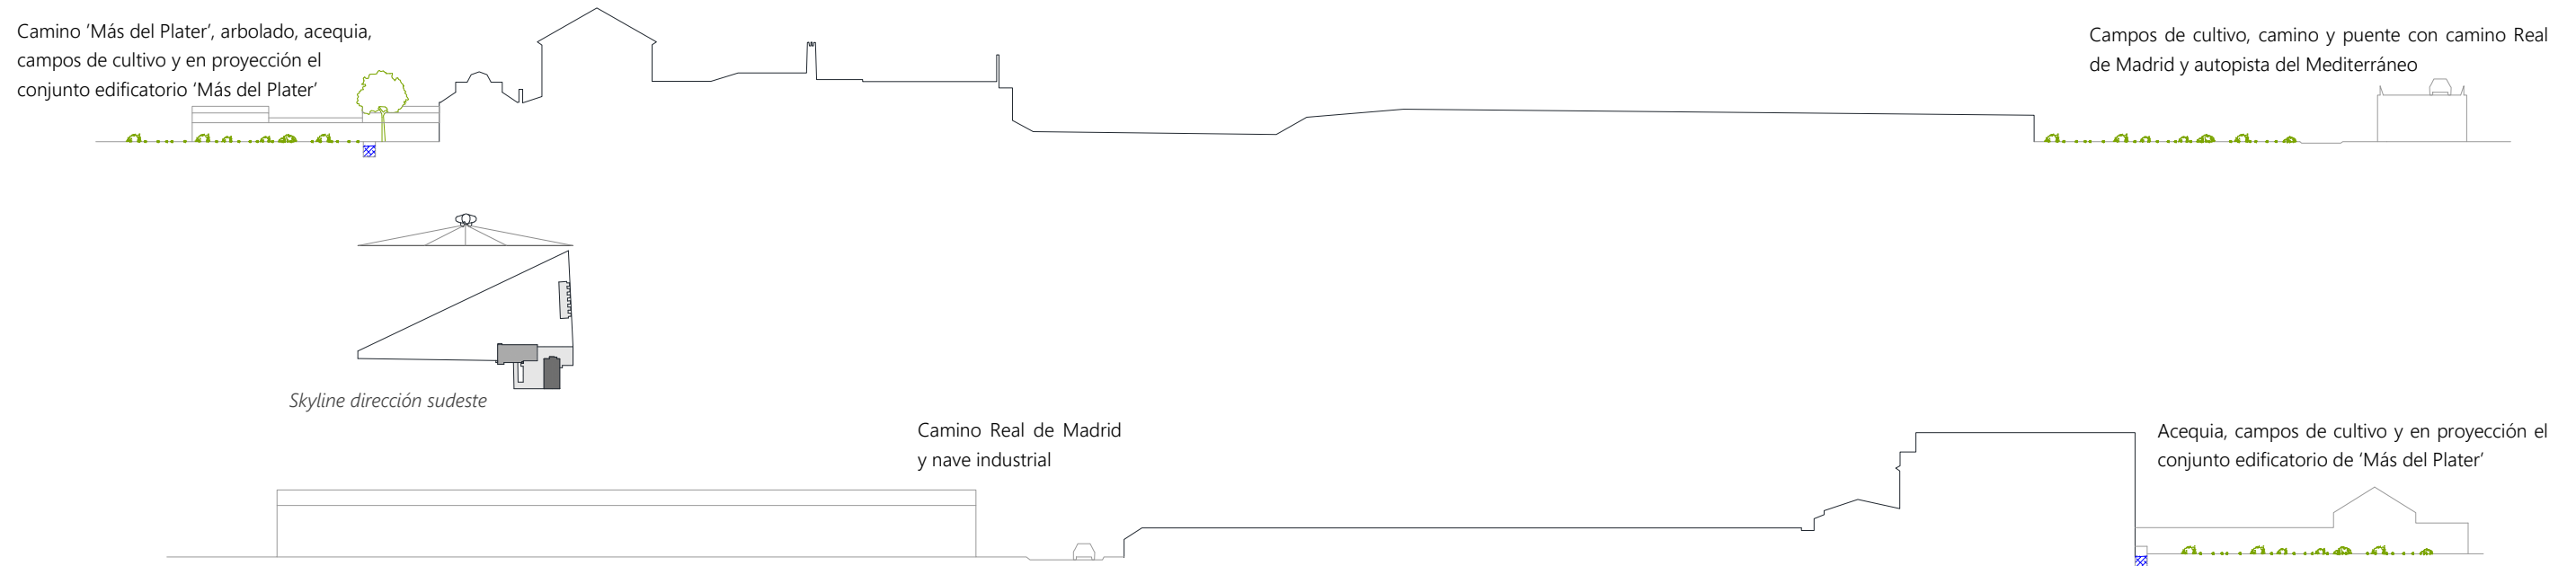 Camino ‘Más del Plater’, arbolado, acequia,
campos de cultivo y en proyección el
conjunto edificatorio ‘Más del Plater’
Campos de cultivo, camino y puente con camino Real
de Madrid y autopista del Mediterráneo
Skyline dirección sudeste
Camino Real de Madrid
y nave industrial
Acequia, campos de cultivo y en proyección el
conjunto edificatorio de ‘Más del Plater’